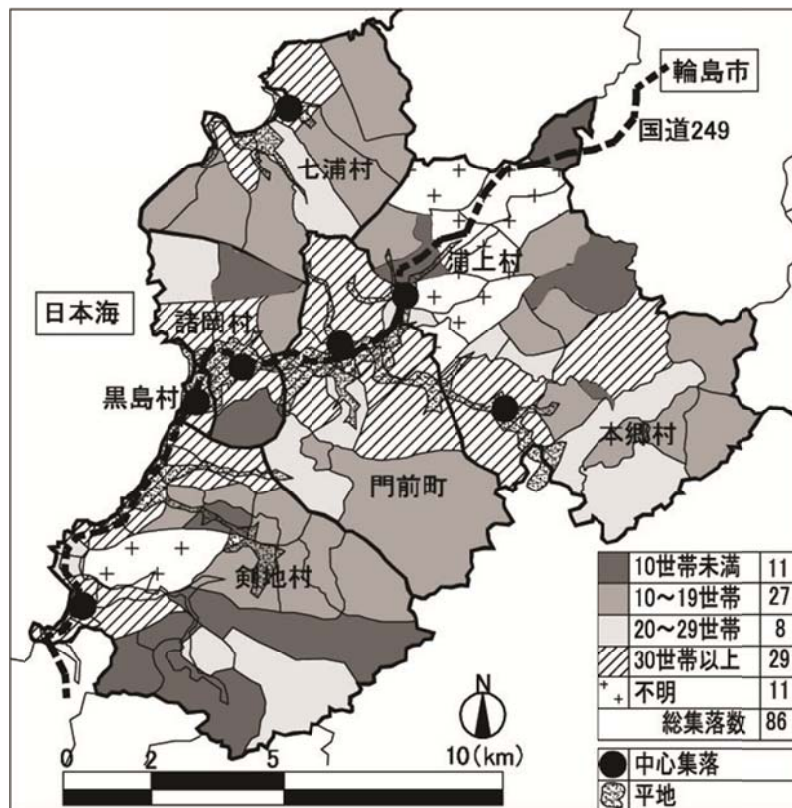 輪島市
国道249
七浦村
浦上村
日本海
諸岡村
黒島村
本郷村
門前町
剣地村
10世帯未満 11
10～19世帯 27
20～29世帯 8
30世帯以上 29
不明 11
総集落数 86
N
0 5 10(km)
中心集落
平地